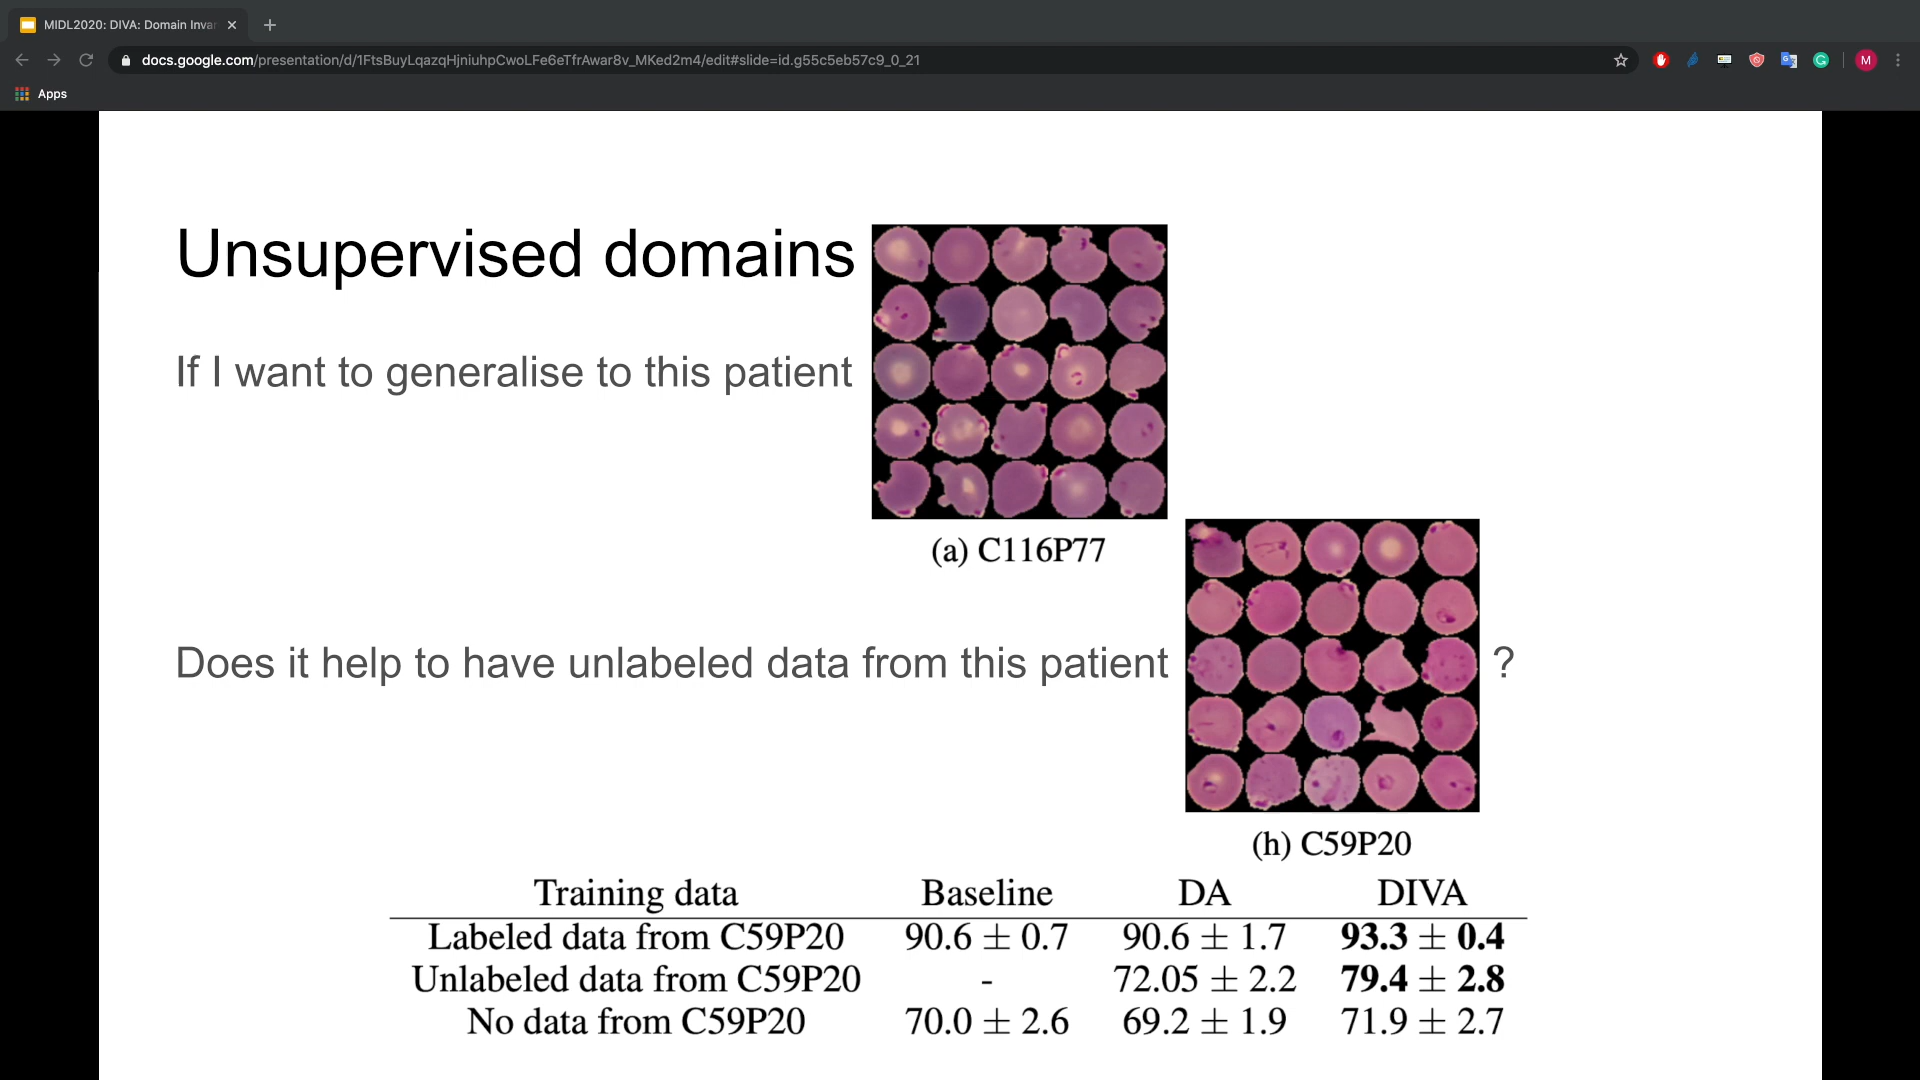 MIDL2020: DIVA: Domain Invar
docs.google.com/presentation/d/1FtsBuyLqazqHjniuhpCwoLFe6eTfrAwar8v_MKed2m4/edit#slide=id.g55c5eb57c9_0_21
M
Apps
Unsupervised domains
If I want to generalise to this patient
(a) C116P77
Does it help to have unlabeled data from this patient ?
(h) C59P20
Training data Baseline DA DIVA
Labeled data from C59P20 90.6 ± 0.7 90.6 ± 1.7 93.3 ± 0.4
Unlabeled data from C59P20 - 72.05 ± 2.2 79.4 ± 2.8
No data from C59P20 70.0 ± 2.6 69.2 ± 1.9 71.9 ± 2.7